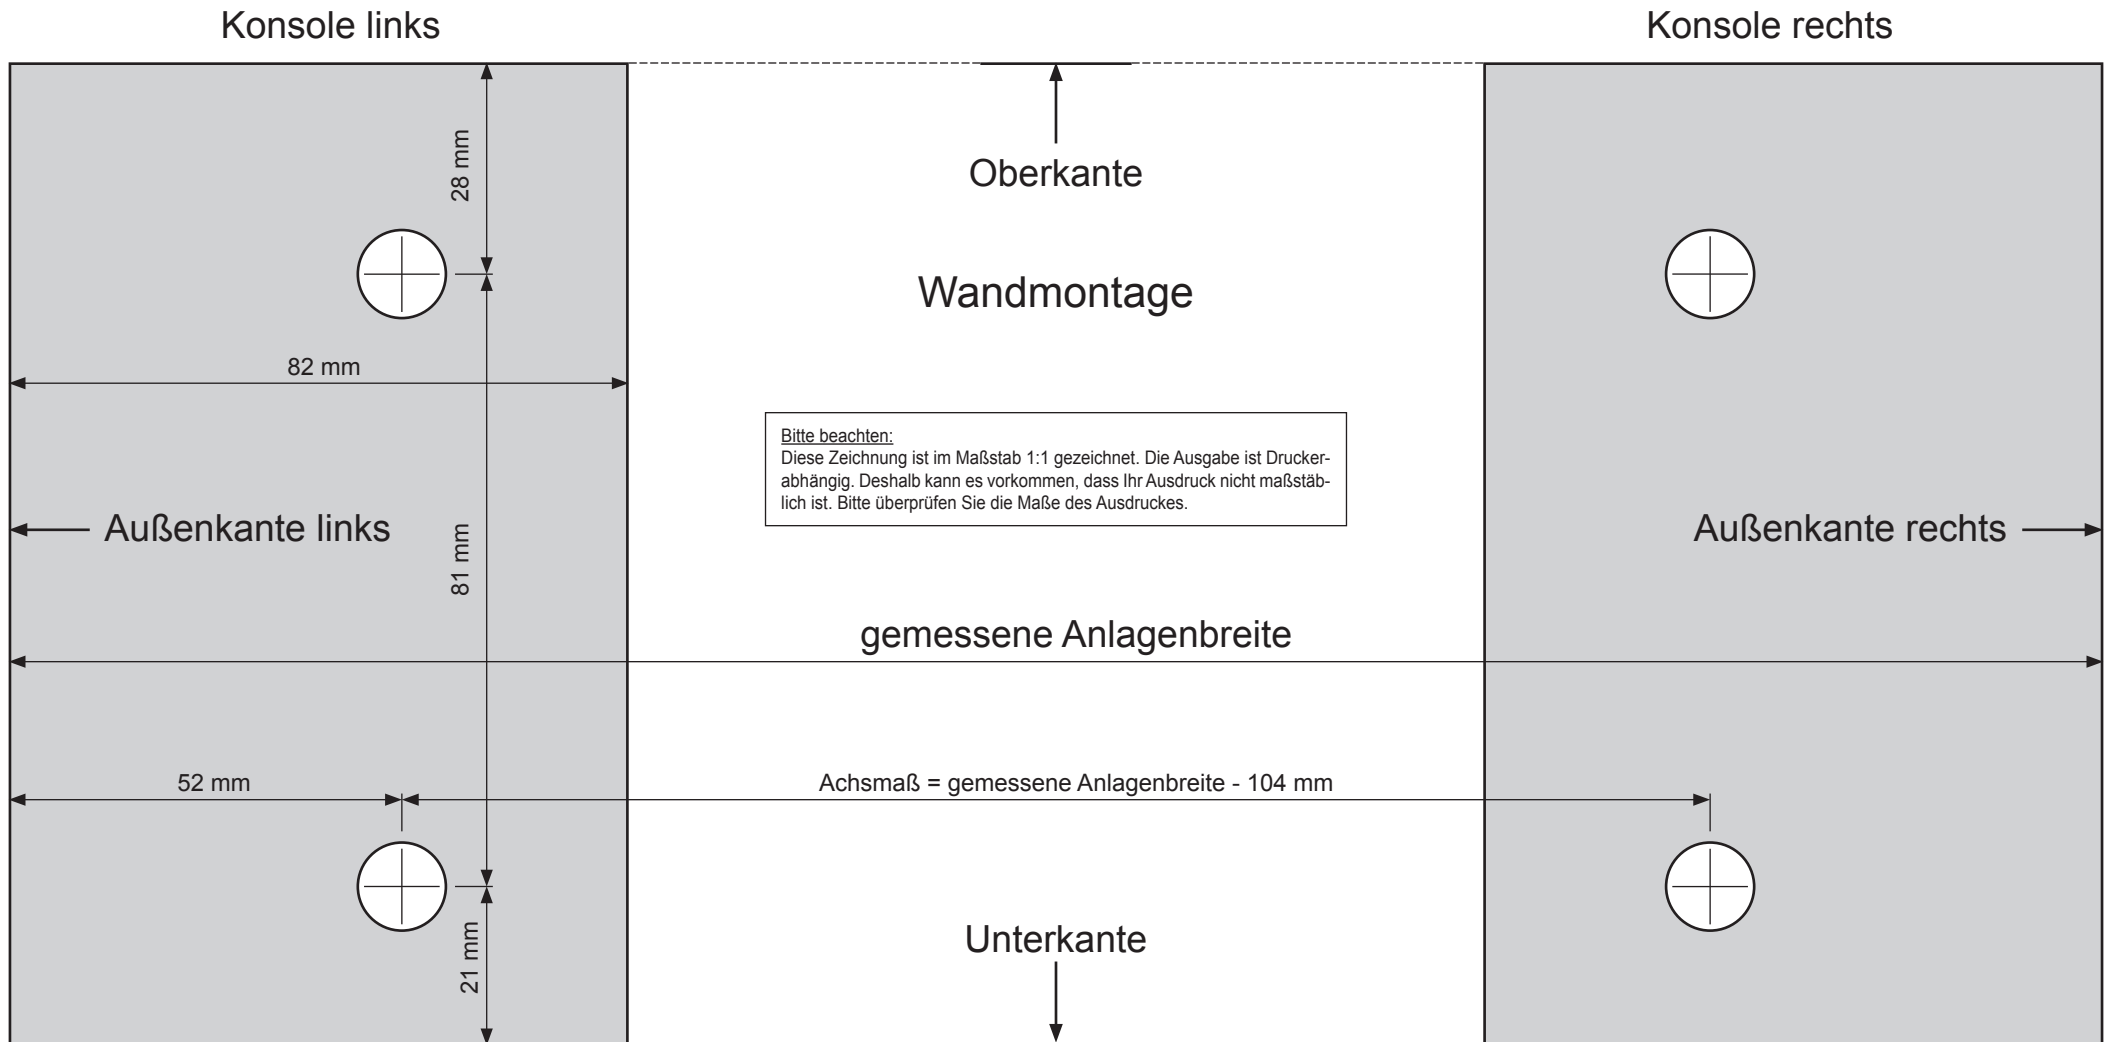 Konsole links
Konsole rechts
28 mm
Oberkante
Wandmontage
82 mm
Bitte beachten:
Diese Zeichnung ist im Maßstab 1:1 gezeichnet. Die Ausgabe ist Drucker-
abhängig. Deshalb kann es vorkommen, dass Ihr Ausdruck nicht maßstäb-
lich ist. Bitte überprüfen Sie die Maße des Ausdruckes.
Außenkante links
81 mm
Außenkante rechts
gemessene Anlagenbreite
52 mm
Achsmaß = gemessene Anlagenbreite - 104 mm
21 mm
Unterkante